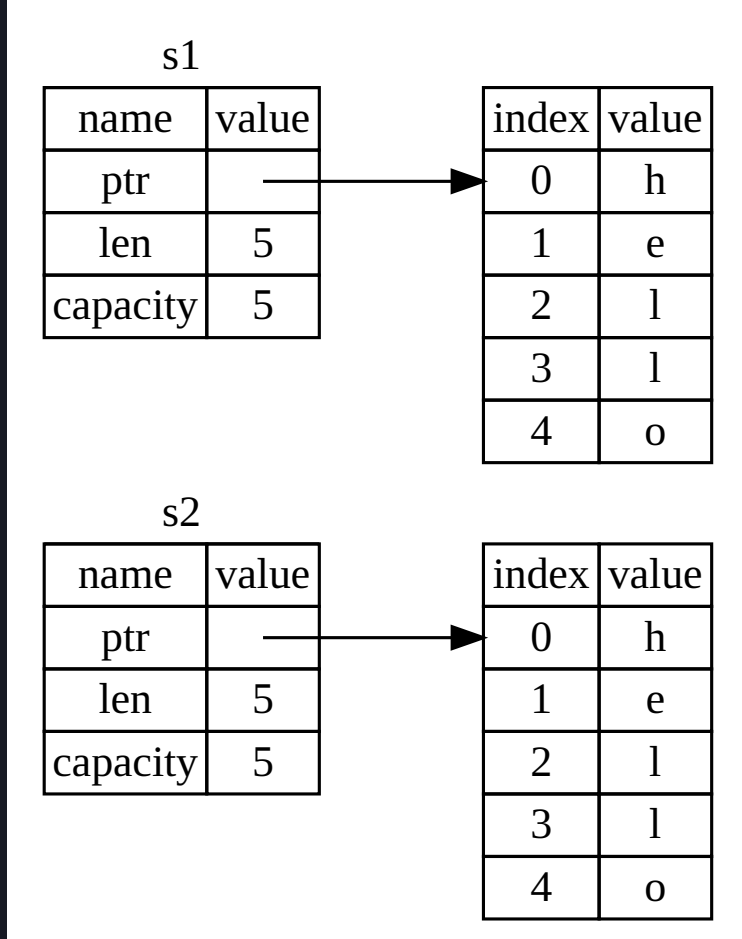 s1
name value
ptr
len 5
capacity 5
index value
0 h
1 e
2 l
3 l
4 o
s2
name value
ptr
len 5
capacity 5
index value
0 h
1 e
2 l
3 l
4 o